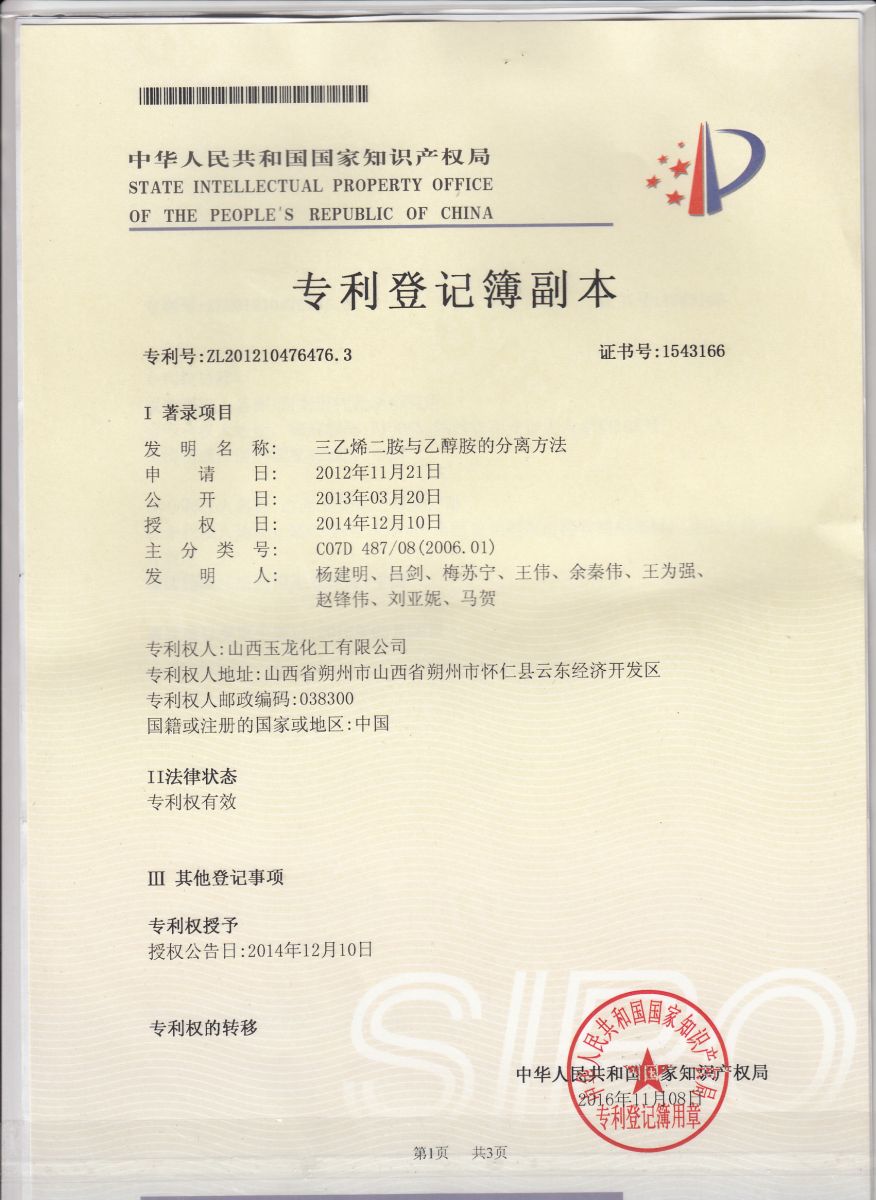 中华人民共和国国家知识产权局
STATE INTELLECTUAL PROPERTY OFFICE
OF THE PEOPLE'S REPUBLIC OF CHINA
专利登记簿副本
专利号:ZL201210476476.3 证书号:1543166
I 著录项目
发明名称: 三乙烯二胺与乙醇胺的分离方法
申请日: 2012年11月21日
公开日: 2013年03月20日
授权日: 2014年12月10日
主分类号: C07D 487/08(2006.01)
发明人: 杨建明、吕剑、梅苏宁、王伟、余秦伟、王为强、
赵锋伟、刘亚妮、马贺
专利权人:山西玉龙化工有限公司
专利权人地址:山西省朔州市山西省朔州市怀仁县云东经济开发区
专利权人邮政编码:038300
国籍或注册的国家或地区:中国
II法律状态
专利权有效
III 其他登记事项
专利权授予
授权公告日:2014年12月10日
专利权的转移
SIPO
中华人民共和国国家知识产权局
2016年11月08日
中华人民共和国国家知识产权局
专利登记簿用章
第1页 共3页